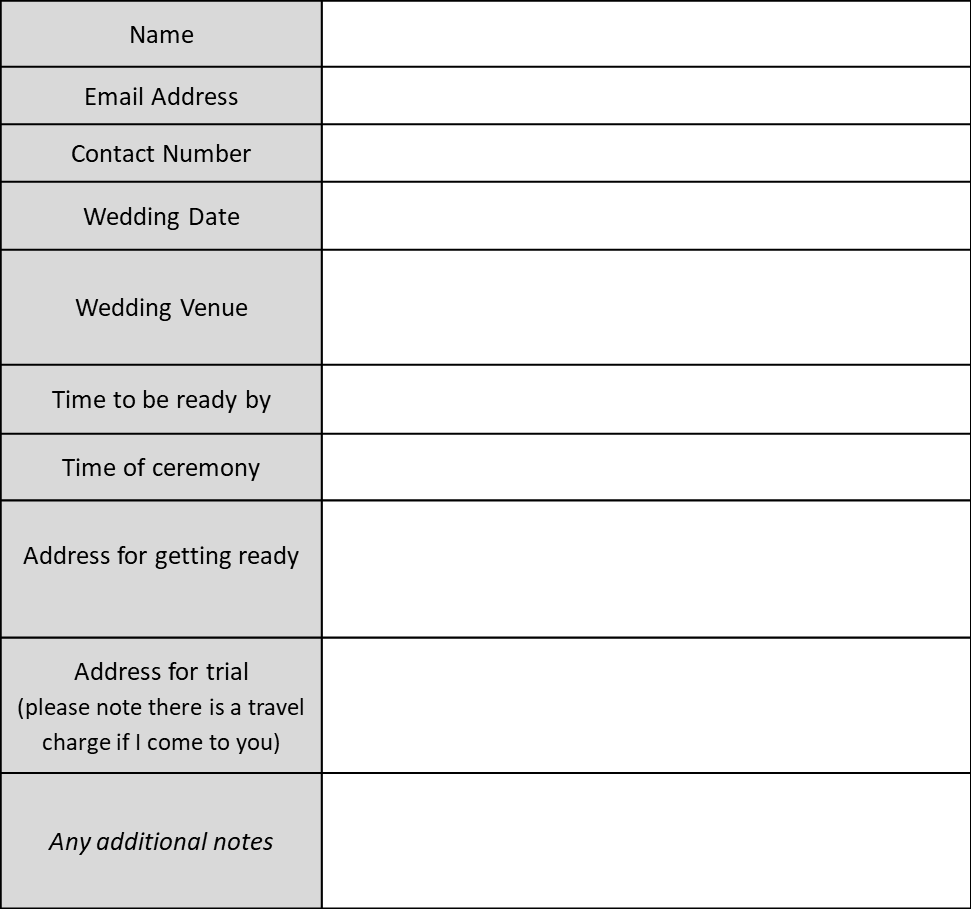 Name
Email Address
Contact Number
Wedding Date
Wedding Venue
Time to be ready by
Time of ceremony
Address for getting ready
Address for trial
(please note there is a travel
charge if I come to you)
Any additional notes